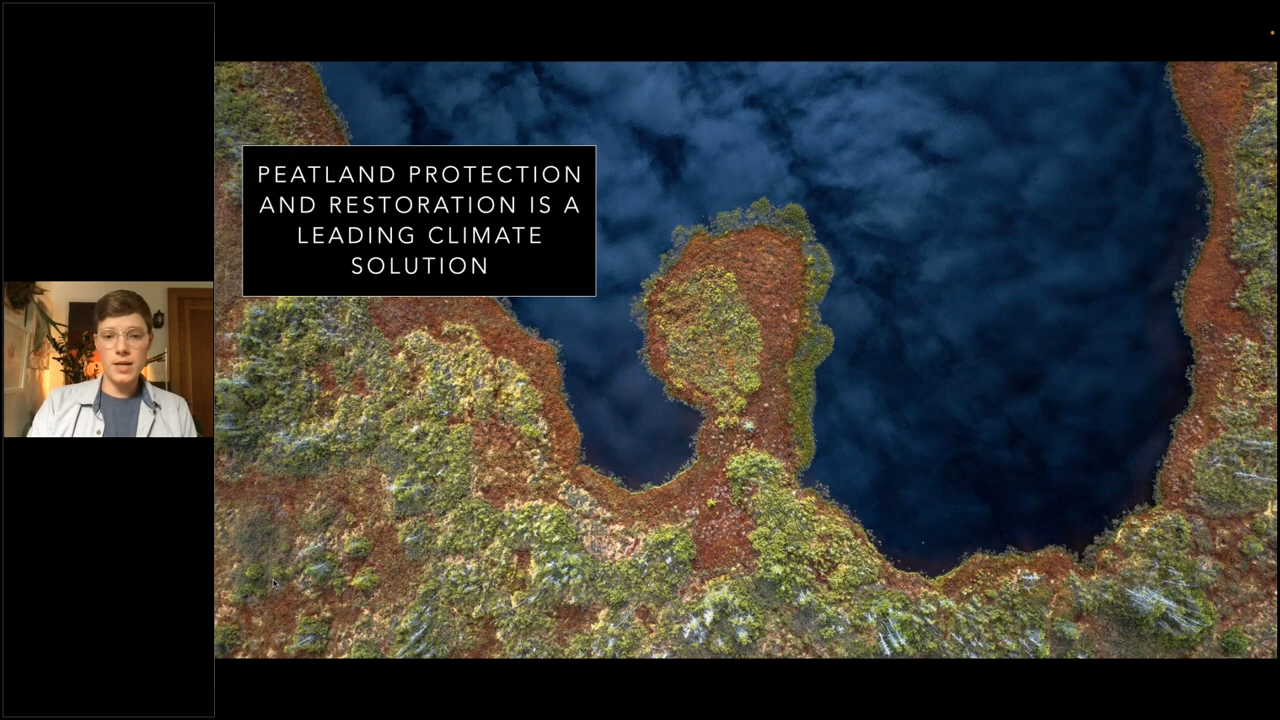 PEATLAND PROTECTION
AND RESTORATION IS A
LEADING CLIMATE
SOLUTION